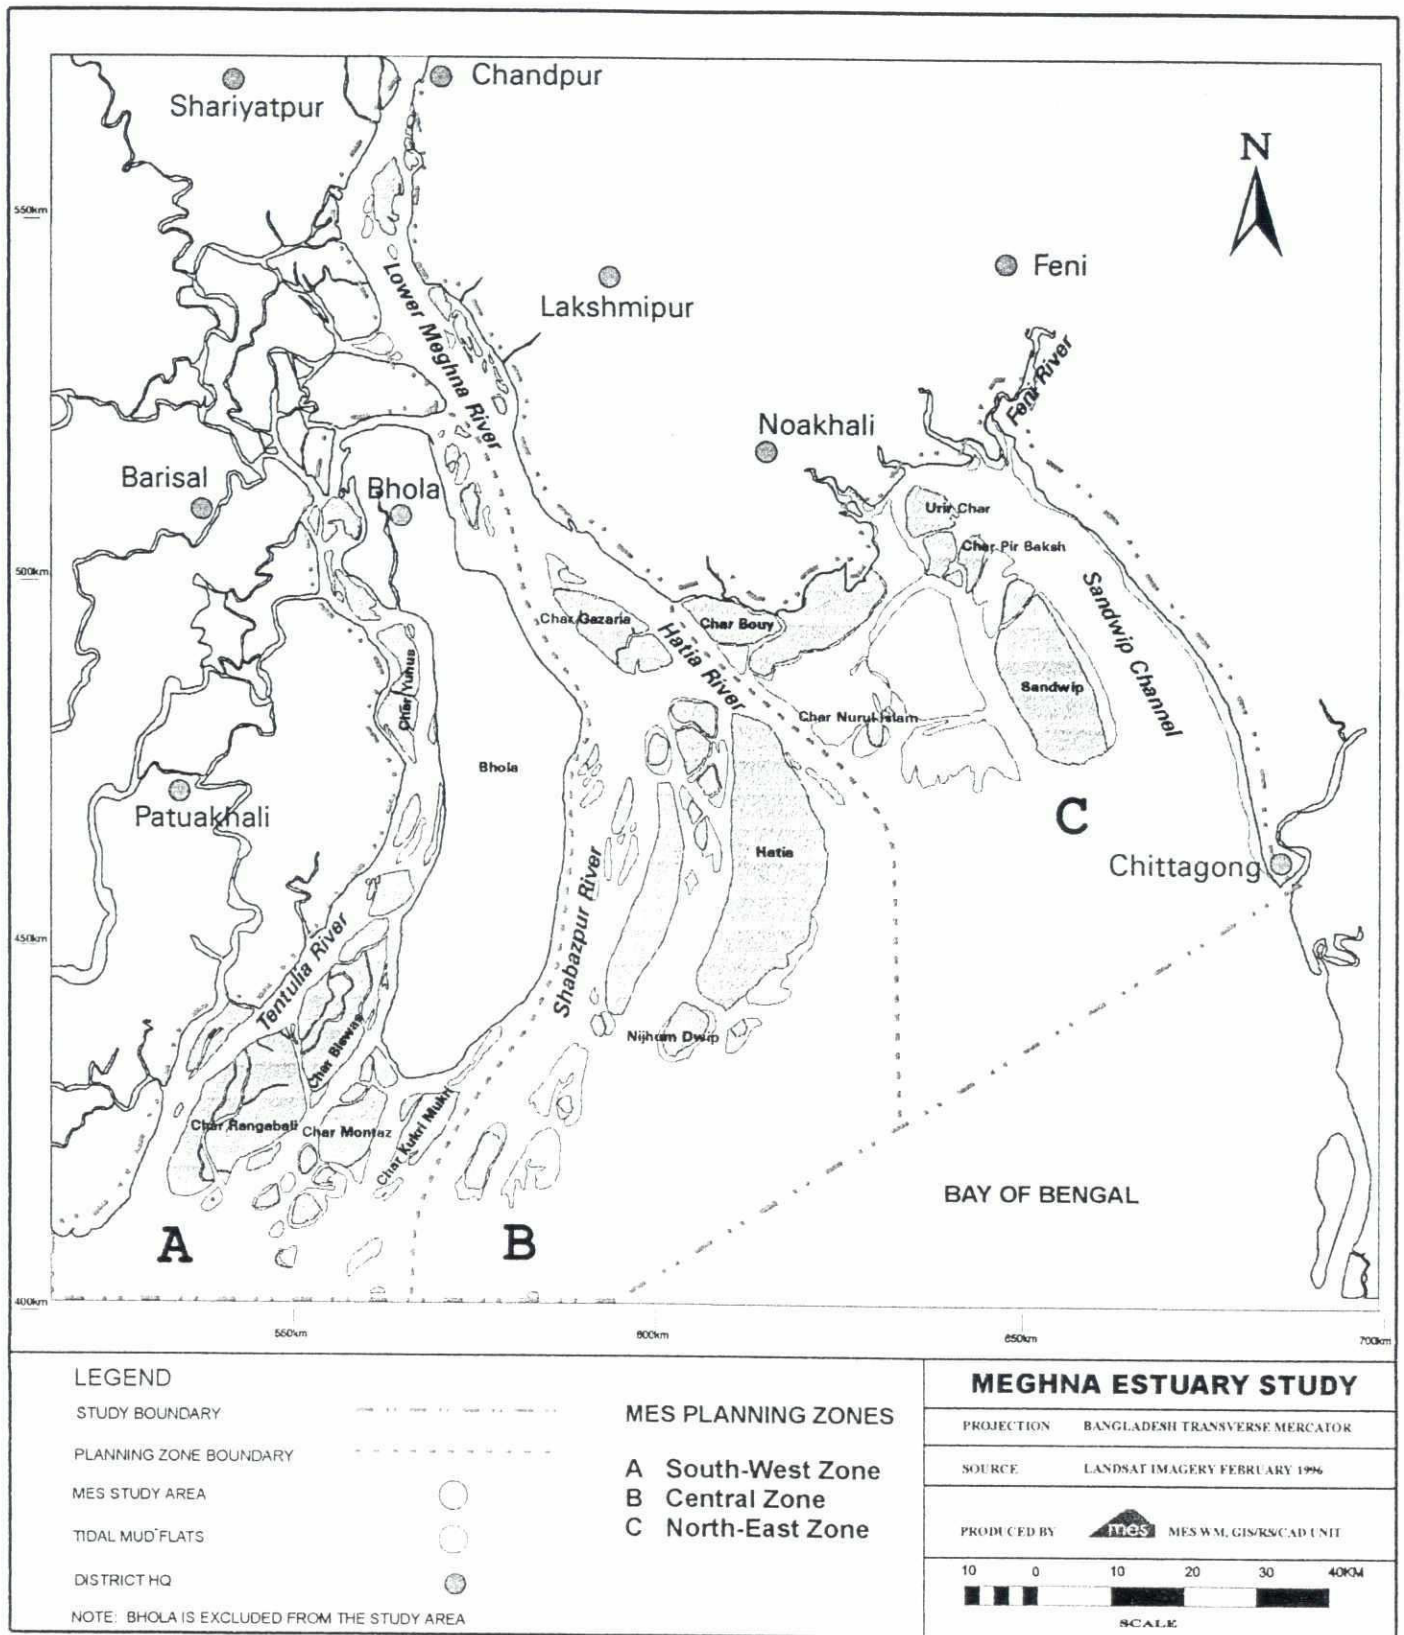 Chandpur
Shariyatpur
N
550km
Feni
Lower Meghna River
Lakshmipur
Feni River
Noakhali
Barisal
Bhola
Urir Char
Char Pir Baksh
500km
Sandwip Channel
Char Gazaria
Char Bouy
Hatia River
Char Yunus
Sandwip
Char Nurul Islam
Bhola
Patuakhali
C
Hatia
Chittagong
Shabazpur River
450km
Tentulia River
Nijhum Dwip
Char Biswas
Char Rangabali
Char Montaz
Char Kukri Mukri
BAY OF BENGAL
A
B
400km
550km
600km
650km
700km
LEGEND
STUDY BOUNDARY
PLANNING ZONE BOUNDARY
MES STUDY AREA
TIDAL MUD FLATS
DISTRICT HQ
NOTE: BHOLA IS EXCLUDED FROM THE STUDY AREA
MES PLANNING ZONES
A South-West Zone
B Central Zone
C North-East Zone
MEGHNA ESTUARY STUDY
PROJECTION BANGLADESH TRANSVERSE MERCATOR
SOURCE LANDSAT IMAGERY FEBRUARY 1996
PRODUCED BY mes MES WM, GIS/RS/CAD UNIT
10 0 10 20 30 40KM
SCALE